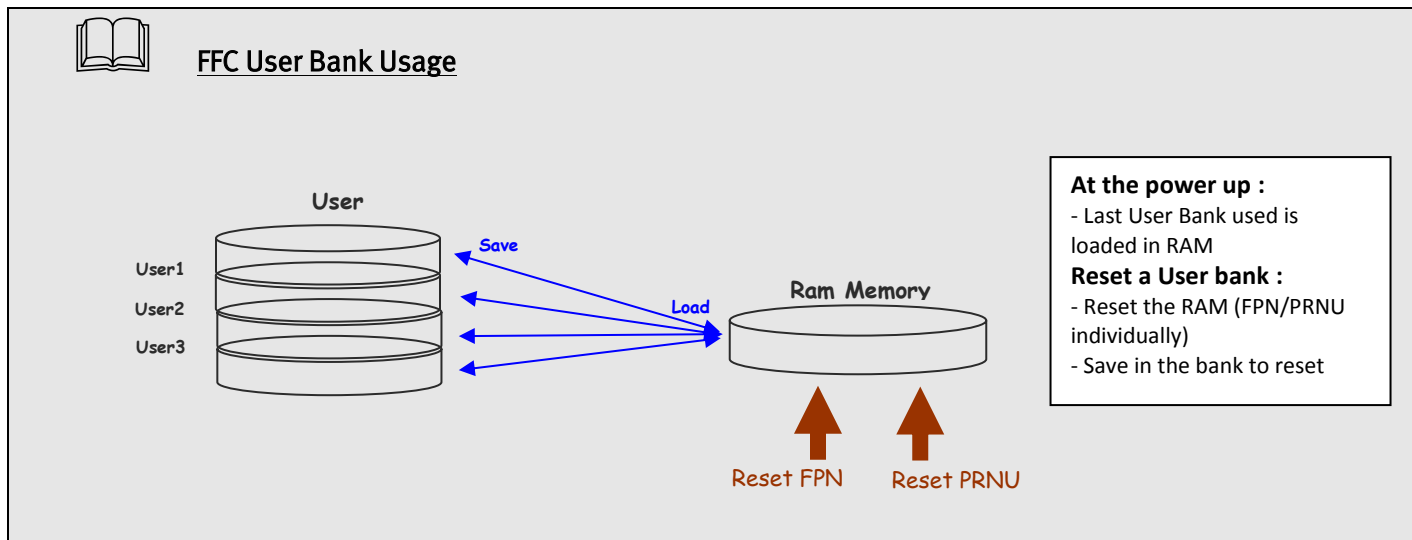 FFC User Bank Usage
User
User1
User2
User3
Save
Load
Ram Memory
Reset FPN
Reset PRNU
At the power up :
- Last User Bank used is
loaded in RAM
Reset a User bank :
- Reset the RAM (FPN/PRNU
individually)
- Save in the bank to reset